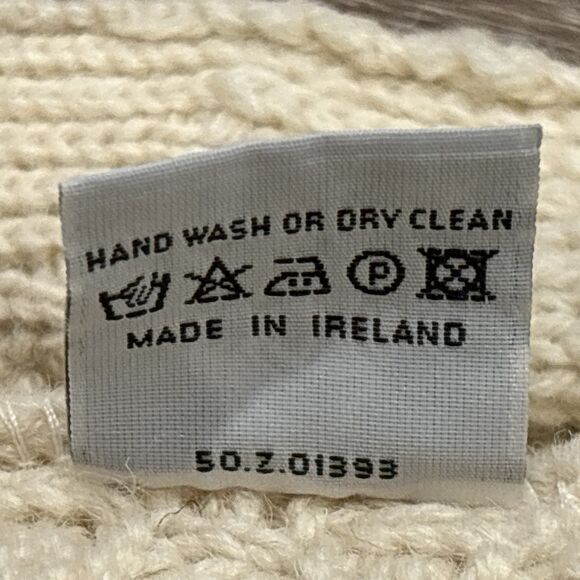 HAND WASH OR DRY CLEAN
P
MADE IN IRELAND
50.Z.01393